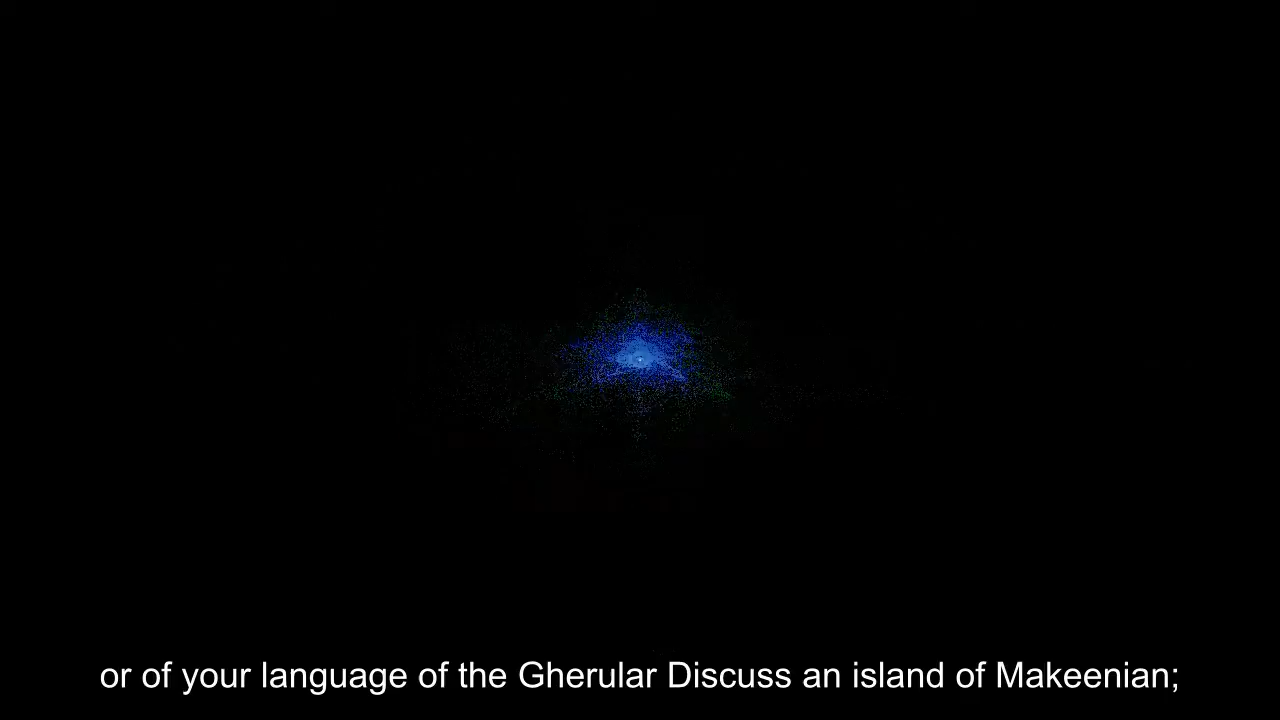 or of your language of the Gherular Discuss an island of Makeenian;